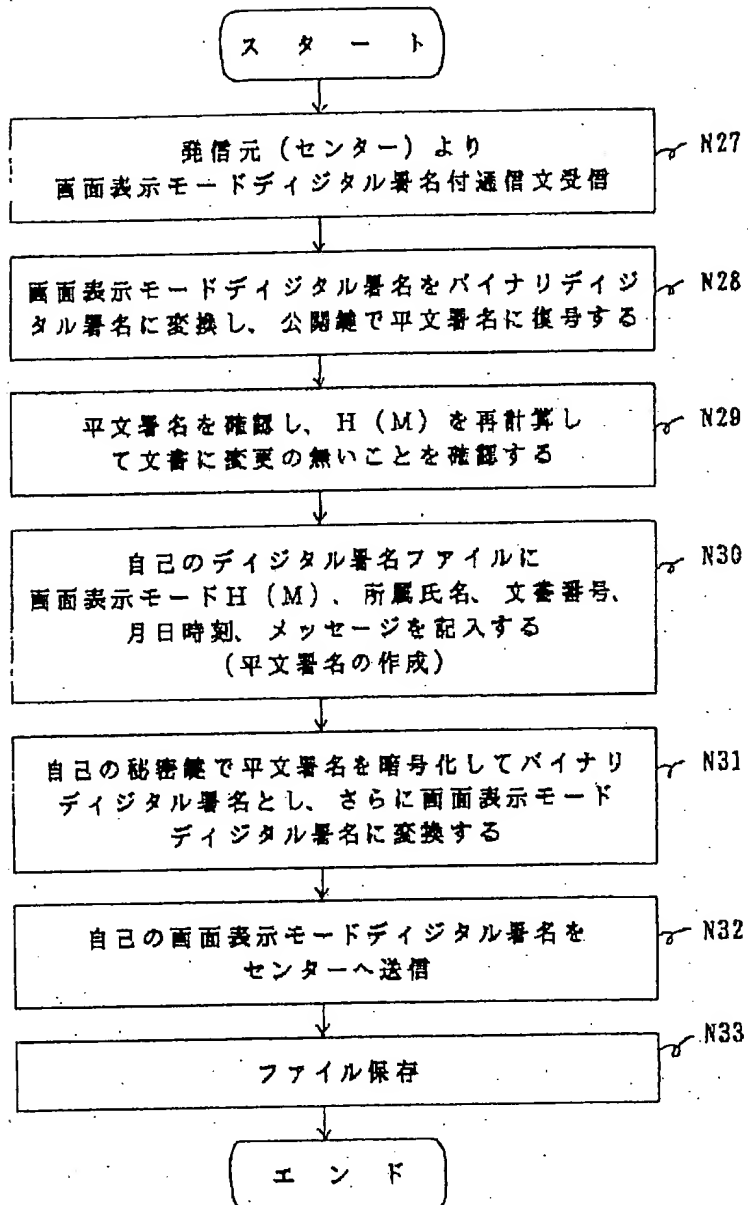 スタート
発信元（センター）より
画面表示モードディジタル署名付通信文受信
N27
画面表示モードディジタル署名をバイナリディジ
タル署名に変換し、公開鍵で平文署名に復号する
N28
平文署名を確認し、H（M）を再計算し
て文書に変更の無いことを確認する
N29
自己のディジタル署名ファイルに
画面表示モードH（M）、所属氏名、文書番号、
月日時刻、メッセージを記入する
（平文署名の作成）
N30
自己の秘密鍵で平文署名を暗号化してバイナリ
ディジタル署名とし、さらに画面表示モード
ディジタル署名に変換する
N31
自己の画面表示モードディジタル署名を
センターへ送信
N32
ファイル保存
N33
エンド